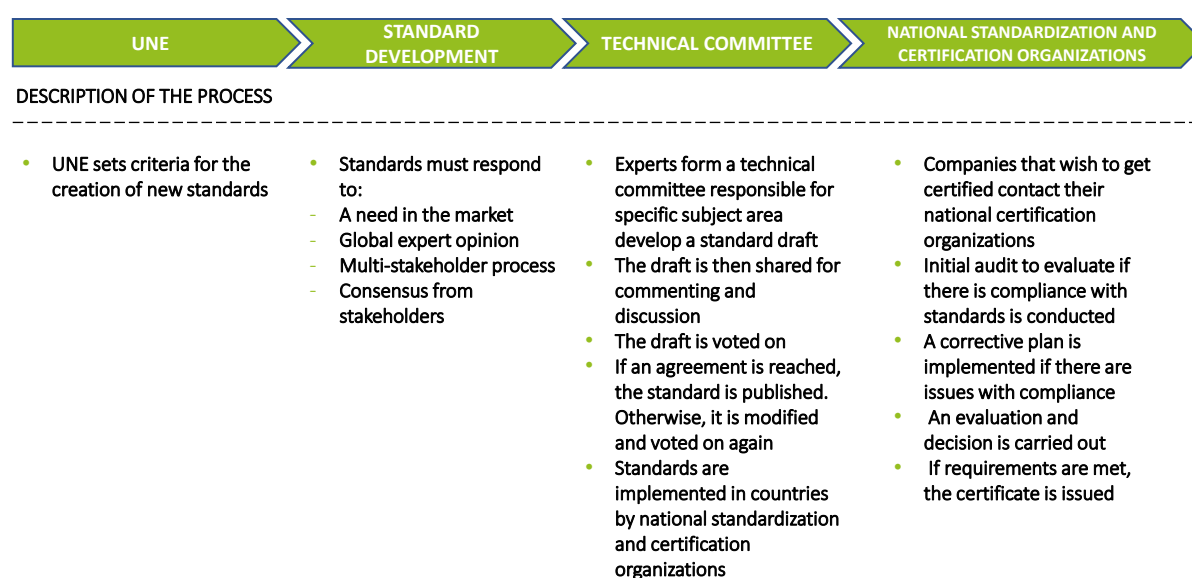 UNE
STANDARD
DEVELOPMENT
TECHNICAL COMMITTEE
NATIONAL STANDARDIZATION AND
CERTIFICATION ORGANIZATIONS
DESCRIPTION OF THE PROCESS
• UNE sets criteria for the
creation of new standards
• Standards must respond
to:
- A need in the market
- Global expert opinion
- Multi-stakeholder process
- Consensus from
stakeholders
• Experts form a technical
committee responsible for
specific subject area
develop a standard draft
• The draft is then shared for
commenting and
discussion
• The draft is voted on
• If an agreement is reached,
the standard is published.
Otherwise, it is modified
and voted on again
• Standards are
implemented in countries
by national standardization
and certification
organizations
• Companies that wish to get
certified contact their
national certification
organizations
• Initial audit to evaluate if
there is compliance with
standards is conducted
• A corrective plan is
implemented if there are
issues with compliance
• An evaluation and
decision is carried out
• If requirements are met,
the certificate is issued